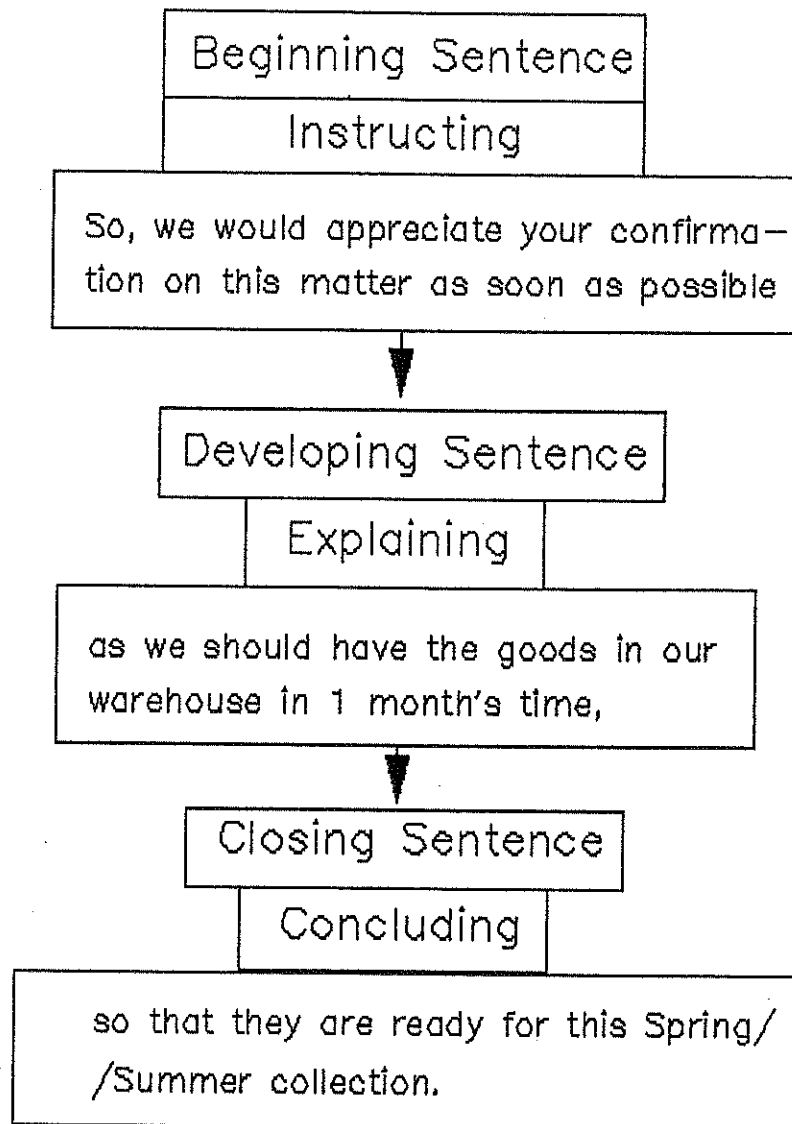 Beginning Sentence
Instructing
So, we would appreciate your confirma-
tion on this matter as soon as possible
Developing Sentence
Explaining
as we should have the goods in our
warehouse in 1 month's time,
Closing Sentence
Concluding
so that they are ready for this Spring/
/Summer collection.